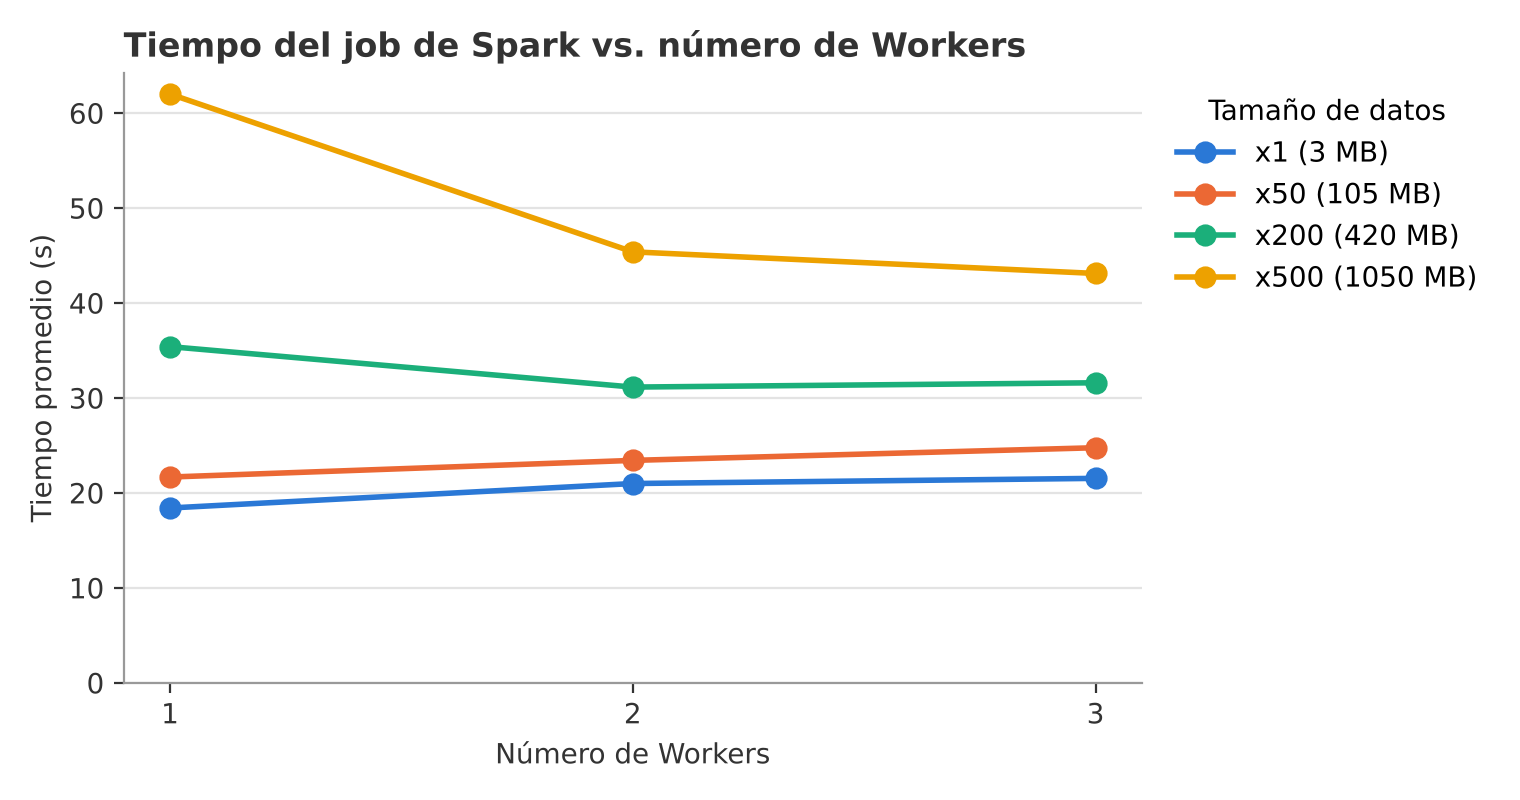 Tiempo del job de Spark vs. número de Workers
Tiempo promedio (s)
60
50
40
30
20
10
0
1
2
3
Número de Workers
Tamaño de datos
x1 (3 MB)
x50 (105 MB)
x200 (420 MB)
x500 (1050 MB)